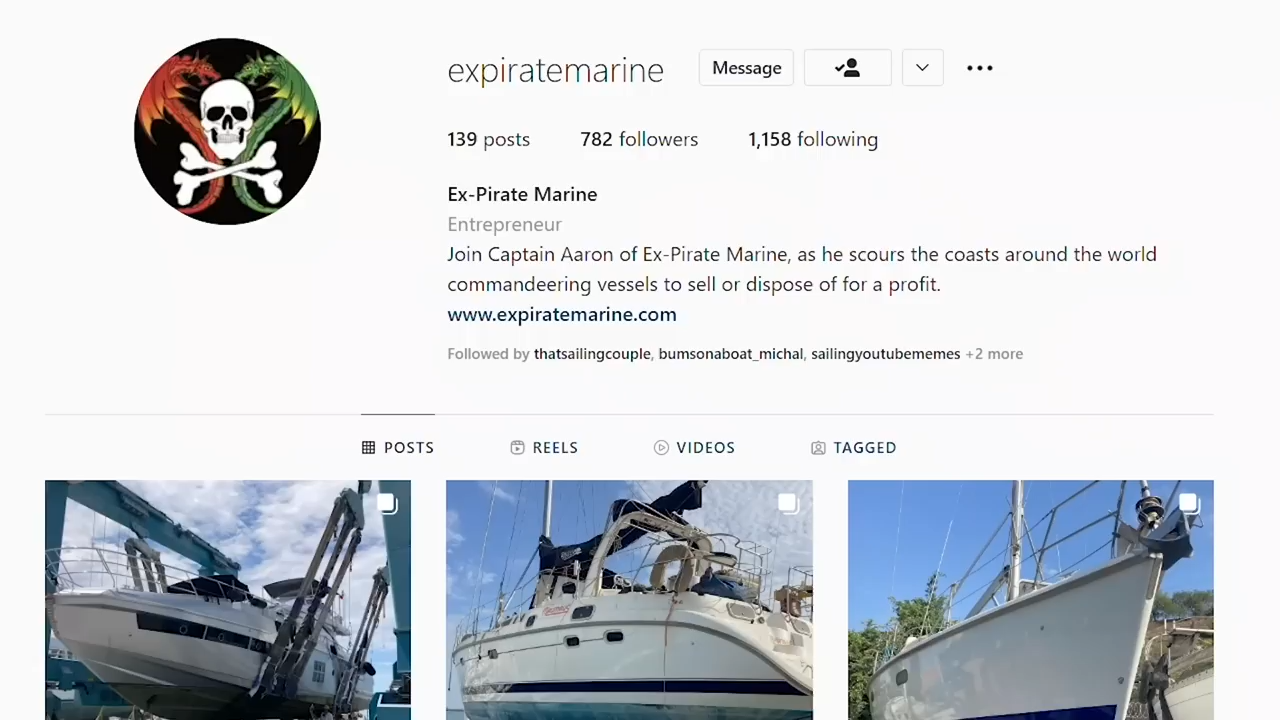 expiratemarine
Message
139 posts 782 followers 1,158 following
Ex-Pirate Marine
Entrepreneur
Join Captain Aaron of Ex-Pirate Marine, as he scours the coasts around the world
commandeering vessels to sell or dispose of for a profit.
www.expiratemarine.com
Followed by thatsailingcouple, bumsonaboat_michal, sailingyoutubememes +2 more
POSTS REELS VIDEOS TAGGED